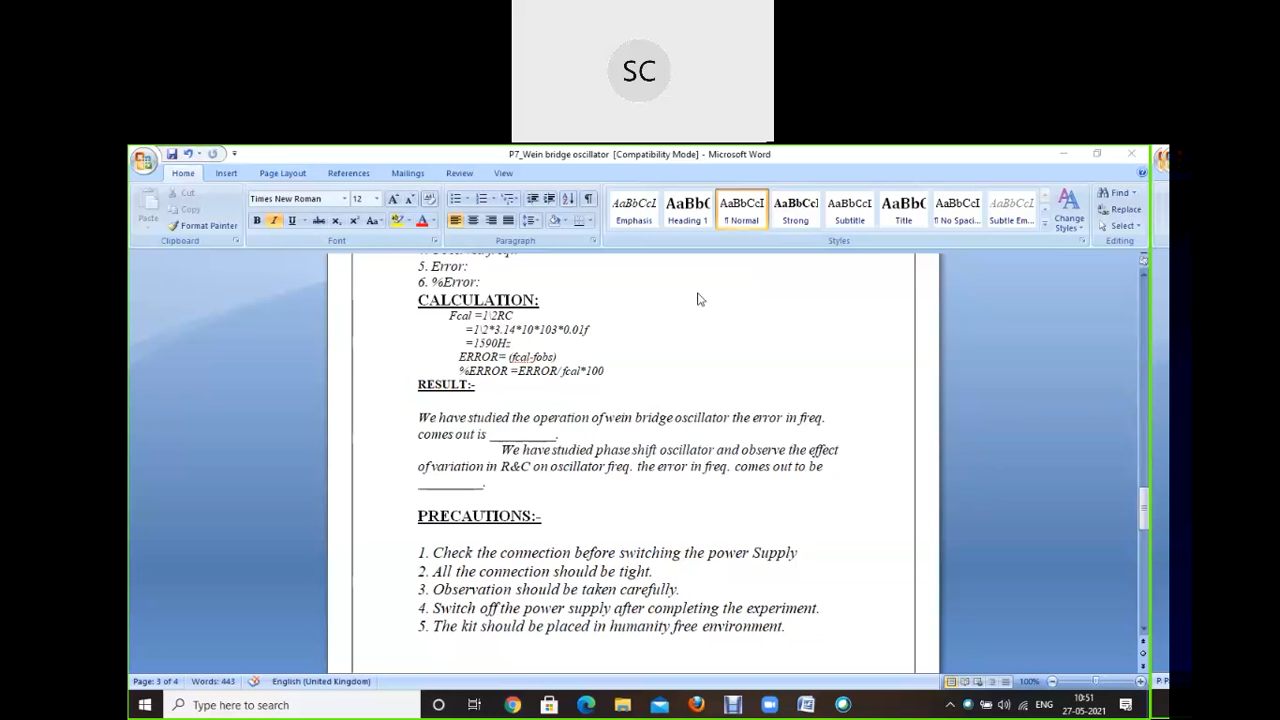 SC
P7_Wein bridge oscillator [Compatibility Mode] - Microsoft Word
Home Insert Page Layout References Mailings Review View
Paste
Cut
Copy
Format Painter
Clipboard
Times New Roman 12
Font
Paragraph
AaBbCcI AaBb( AaBbCcI AaBbCc AaBbCcI AaBb( AaBbCcI AaBbCcI
Emphasis Heading 1 ¶ Normal Strong Subtitle Title ¶ No Spaci... Subtle Em...
Change Styles
Styles
Find
Replace
Select
Editing
5. Error:
6. %Error:
CALCULATION:
Fcal =1\2RC
=1\2*3.14*10*103*0.01f
=1590Hz
ERROR= (fcal-fobs)
%ERROR =ERROR/fcal*100
RESULT:-
We have studied the operation of wein bridge oscillator the error in freq.
comes out is __________.
We have studied phase shift oscillator and observe the effect
of variation in R&C on oscillator freq. the error in freq. comes out to be
__________.
PRECAUTIONS:-
1. Check the connection before switching the power Supply
2. All the connection should be tight.
3. Observation should be taken carefully.
4. Switch off the power supply after completing the experiment.
5. The kit should be placed in humanity free environment.
Page: 3 of 4 Words: 443 English (United Kingdom) 100%
Type here to search
ENG
10:51
27-05-2021